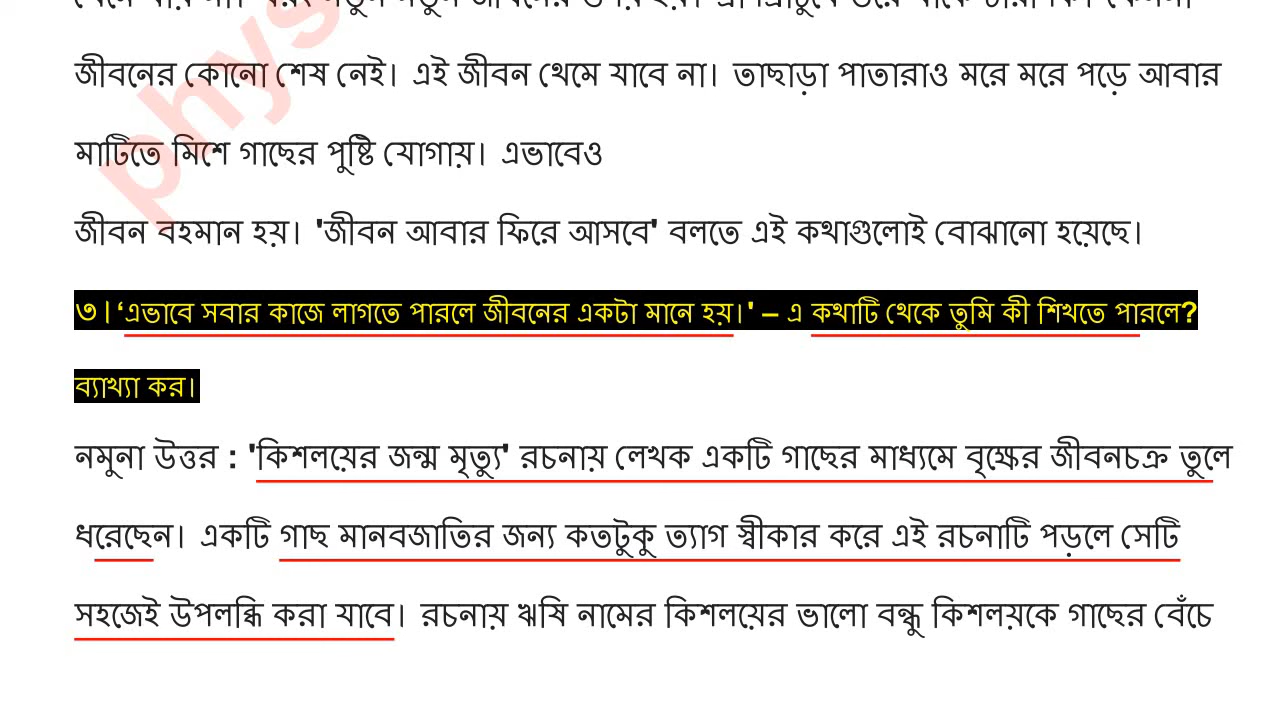 জীবনের কোনো শেষ নেই। এই জীবন থেমে যাবে না। তাছাড়া পাতারাও মরে মরে পড়ে আবার
মাটিতে মিশে গাছের পুষ্টি যোগায়। এভাবেও
জীবন বহমান হয়। 'জীবন আবার ফিরে আসবে' বলতে এই কথাগুলোই বোঝানো হয়েছে।
৩। ‘এভাবে সবার কাজে লাগতে পারলে জীবনের একটা মানে হয়।' – এ কথাটি থেকে তুমি কী শিখতে পারলে?
ব্যাখ্যা কর।
নমুনা উত্তর : 'কিশলয়ের জন্ম মৃত্যু' রচনায় লেখক একটি গাছের মাধ্যমে বৃক্ষের জীবনচক্র তুলে
ধরেছেন। একটি গাছ মানবজাতির জন্য কতটুকু ত্যাগ স্বীকার করে এই রচনাটি পড়লে সেটি
সহজেই উপলব্ধি করা যাবে। রচনায় ঋষি নামের কিশলয়ের ভালো বন্ধু কিশলয়কে গাছের বেঁচে
phys